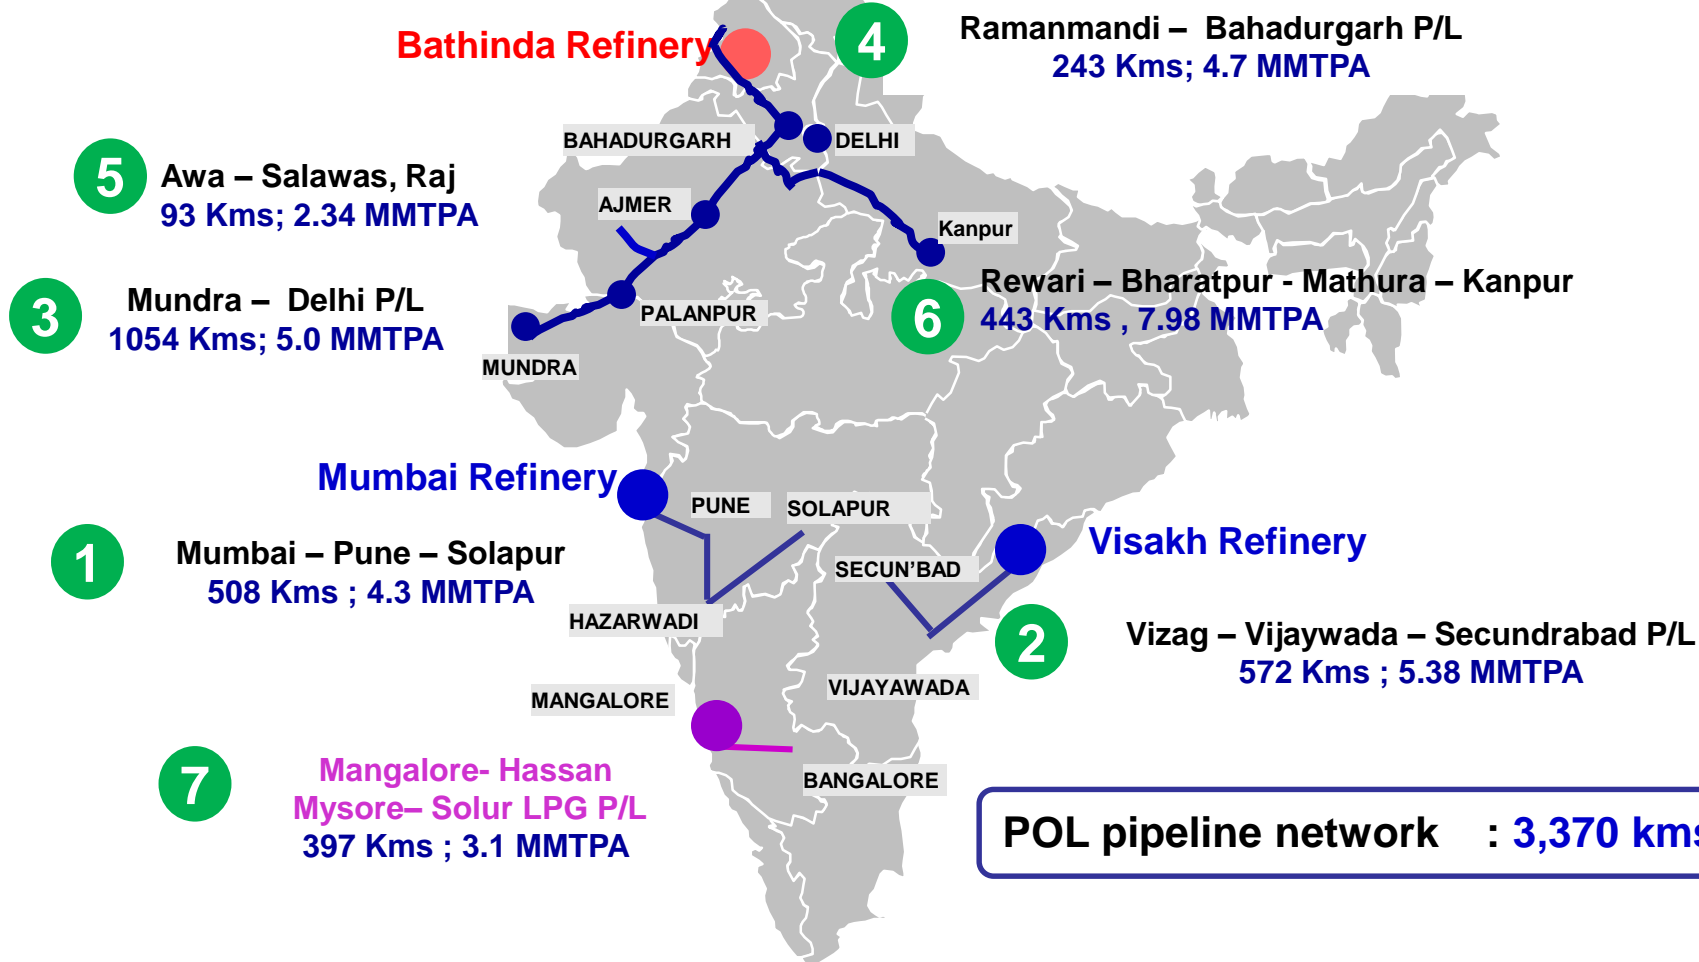 Bathinda Refinery
4
Ramanmandi – Bahadurgarh P/L
243 Kms; 4.7 MMTPA
BAHADURGARH
DELHI
5
Awa – Salawas, Raj
93 Kms; 2.34 MMTPA
AJMER
Kanpur
3
Mundra – Delhi P/L
1054 Kms; 5.0 MMTPA
PALANPUR
MUNDRA
6
Rewari – Bharatpur - Mathura – Kanpur
443 Kms , 7.98 MMTPA
Mumbai Refinery
PUNE
SOLAPUR
1
Mumbai – Pune – Solapur
508 Kms ; 4.3 MMTPA
SECUN'BAD
Visakh Refinery
HAZARWADI
2
Vizag – Vijaywada – Secundrabad P/L
572 Kms ; 5.38 MMTPA
MANGALORE
VIJAYAWADA
7
Mangalore- Hassan
Mysore– Solur LPG P/L
397 Kms ; 3.1 MMTPA
BANGALORE
POL pipeline network : 3,370 kms